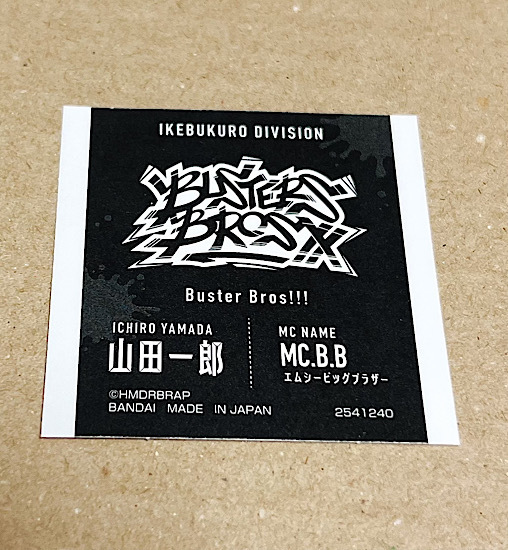 IKEBUKURO DIVISION
BUSTERS
BROS
Buster Bros!!!
ICHIRO YAMADA
山田一郎
MC NAME
MC.B.B
エムシービッグブラザー
©HMDRBRAP
BANDAI MADE IN JAPAN
2541240